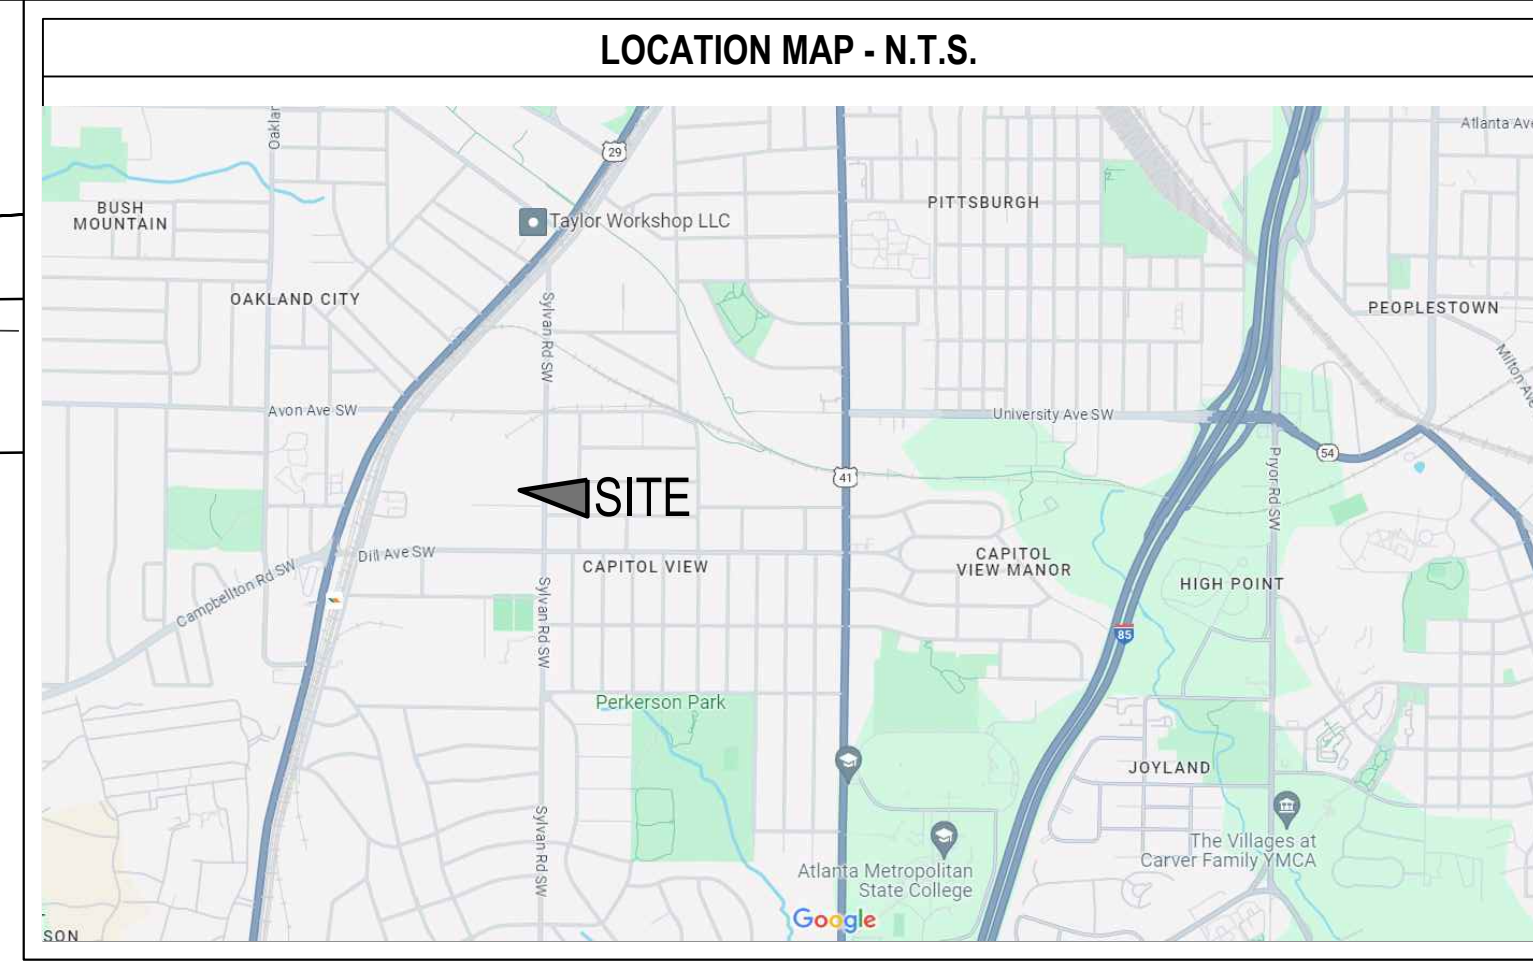 LOCATION MAP - N.T.S.
Oaklan
Atlanta Ave
29
BUSH
MOUNTAIN
Taylor Workshop LLC
PITTSBURGH
OAKLAND CITY
Sylvan Rd SW
PEOPLESTOWN
Milton Ave
Avon Ave SW
University Ave SW
54
41
Pryor Rd SW
SITE
Dill Ave SW
CAPITOL VIEW
CAPITOL
VIEW MANOR
HIGH POINT
Campbellton Rd SW
Sylvan Rd SW
85
Perkerson Park
JOYLAND
Sylvan Rd SW
The Villages at
Carver Family YMCA
Atlanta Metropolitan
State College
Google
SON